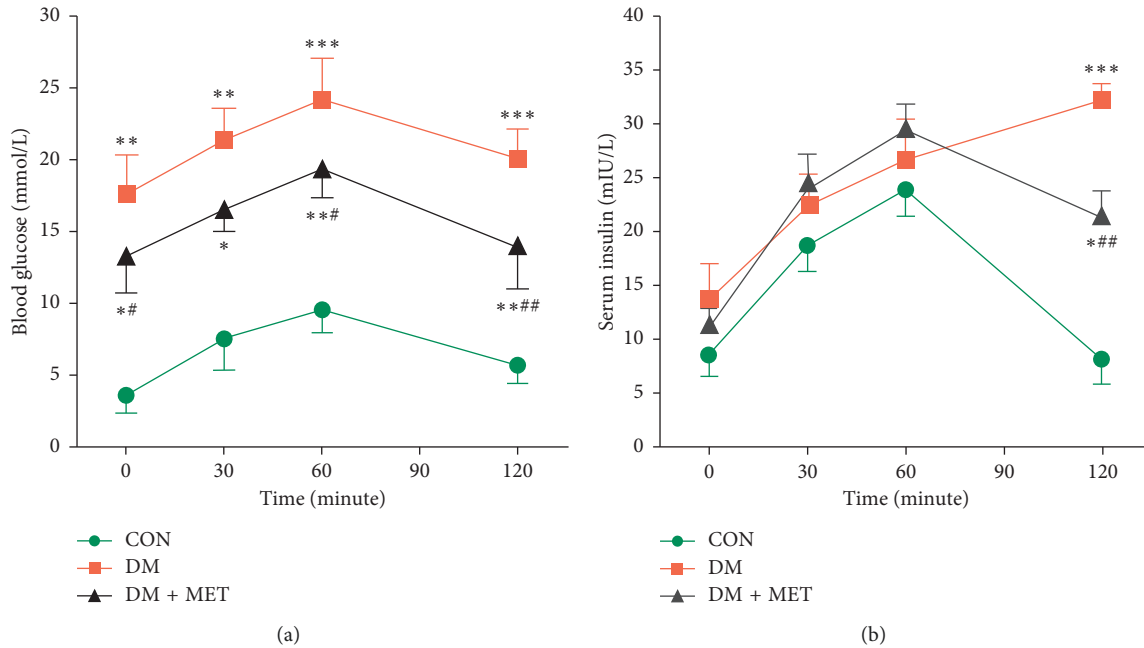 Blood glucose (mmol/L)
30
25
20
15
10
5
0
**
**
***
***
*#
*
**#
**##
0 30 60 90 120
Time (minute)
CON
DM
DM + MET
(a)
Serum insulin (mIU/L)
40
35
30
25
20
15
10
5
0
***
*##
0 30 60 90 120
Time (minute)
CON
DM
DM + MET
(b)